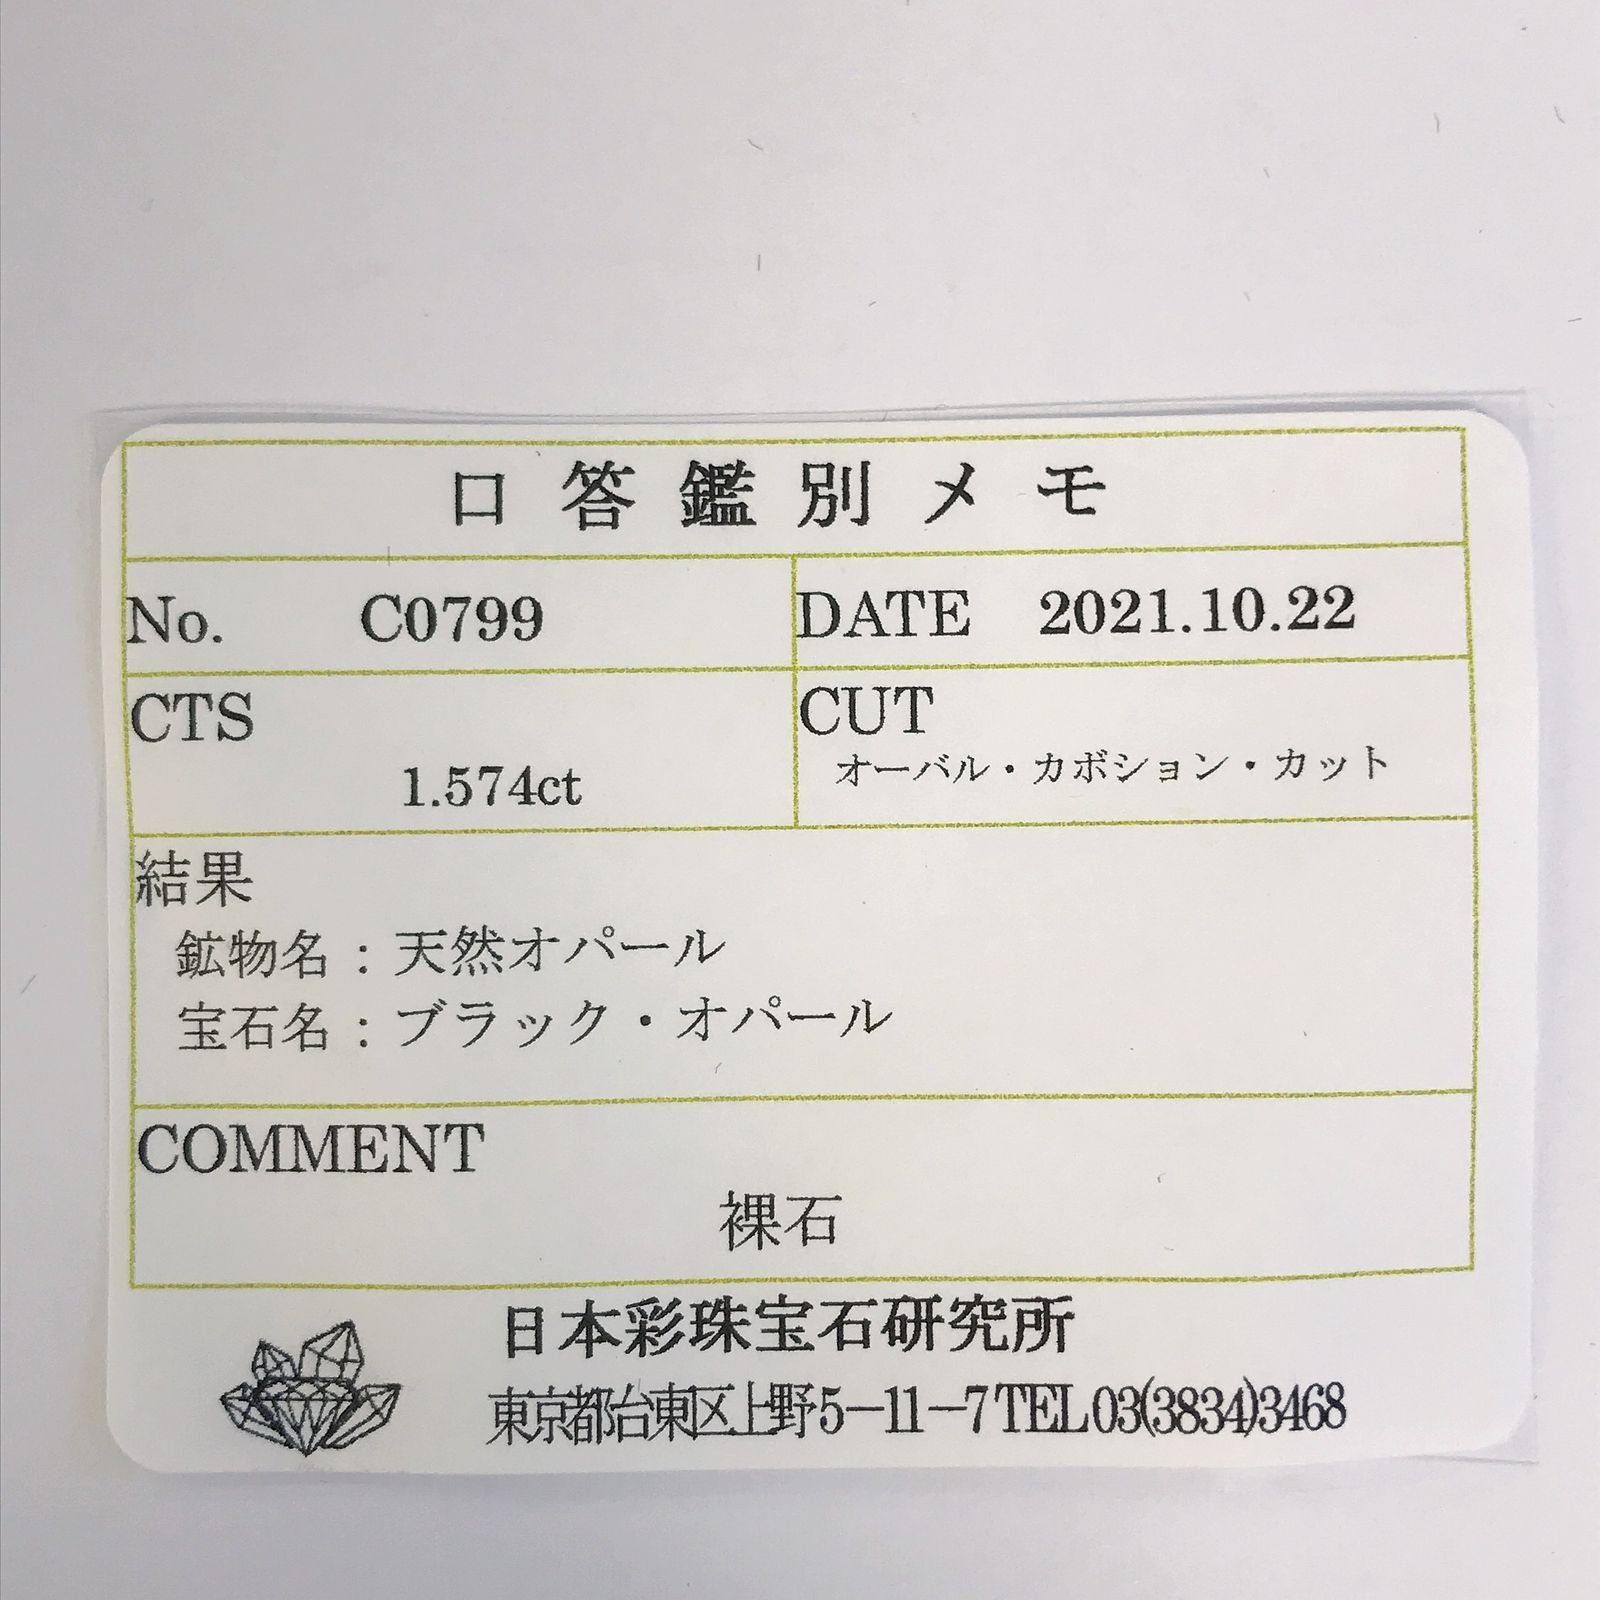 口答鑑別メモ
No. C0799 DATE 2021.10.22
CTS CUT
1.574ct オーバル・カボション・カット
結果
鉱物名：天然オパール
宝石名：ブラック・オパール
COMMENT
裸石
日本彩珠宝石研究所
東京都台東区上野5－11－7 TEL 03(3834)3468